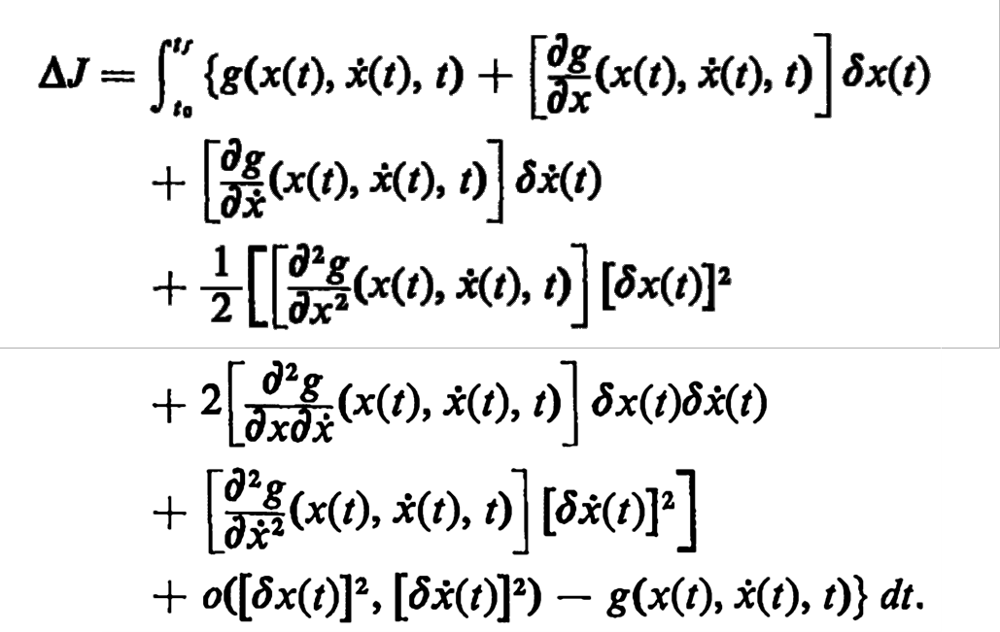 ΔJ = ∫_{t_0}^{t_f} {g(x(t), ẋ(t), t) + [∂g/∂x (x(t), ẋ(t), t)] δx(t)
+ [∂g/∂ẋ (x(t), ẋ(t), t)] δẋ(t)
+ 1/2 [[∂²g/∂x² (x(t), ẋ(t), t)] [δx(t)]²
+ 2[∂²g/∂x∂ẋ (x(t), ẋ(t), t)] δx(t)δẋ(t)
+ [∂²g/∂ẋ² (x(t), ẋ(t), t)] [δẋ(t)]²]
+ o([δx(t)]², [δẋ(t)]²) − g(x(t), ẋ(t), t)} dt.